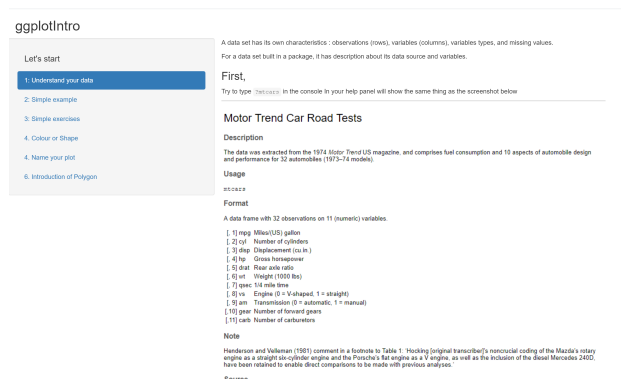 ggplotIntro
Let's start
1: Understand your data
2: Simple example
3: Simple exercises
4. Colour or Shape
4. Name your plot
6. Introduction of Polygon
A data set has its own characteristics : observations (rows), variables (columns), variables types, and missing values.
For a data set built in a package, it has description about its data source and variables.
First,
Try to type ?mtcars in the console In your help panel will show the same thing as the screenshot below
Motor Trend Car Road Tests
Description
The data was extracted from the 1974 Motor Trend US magazine, and comprises fuel consumption and 10 aspects of automobile design
and performance for 32 automobiles (1973–74 models).
Usage
mtcars
Format
A data frame with 32 observations on 11 (numeric) variables.
[, 1] mpg Miles/(US) gallon
[, 2] cyl Number of cylinders
[, 3] disp Displacement (cu.in.)
[, 4] hp Gross horsepower
[, 5] drat Rear axle ratio
[, 6] wt Weight (1000 lbs)
[, 7] qsec 1/4 mile time
[, 8] vs Engine (0 = V-shaped, 1 = straight)
[, 9] am Transmission (0 = automatic, 1 = manual)
[,10] gear Number of forward gears
[,11] carb Number of carburetors
Note
Henderson and Velleman (1981) comment in a footnote to Table 1: 'Hocking [original transcriber]'s noncrucial coding of the Mazda's rotary
engine as a straight six-cylinder engine and the Porsche's flat engine as a V engine, as well as the inclusion of the diesel Mercedes 240D,
have been retained to enable direct comparisons to be made with previous analyses.'
Source